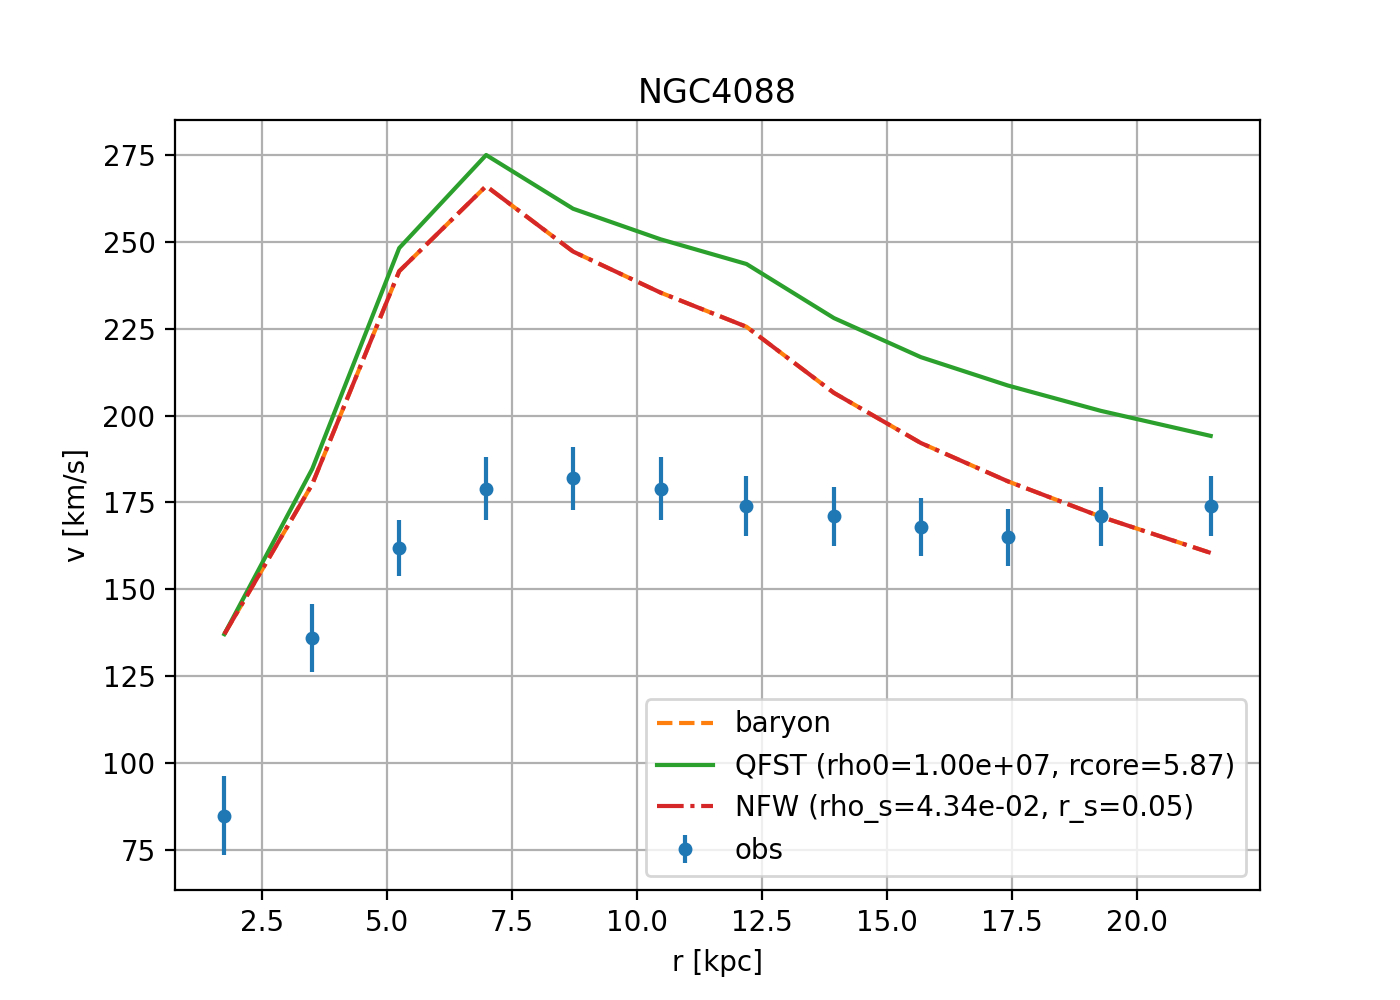 NGC4088
275
250
225
200
175
150
125
100
75
v [km/s]
baryon
QFST (rho0=1.00e+07, rcore=5.87)
NFW (rho_s=4.34e-02, r_s=0.05)
obs
2.5 5.0 7.5 10.0 12.5 15.0 17.5 20.0
r [kpc]